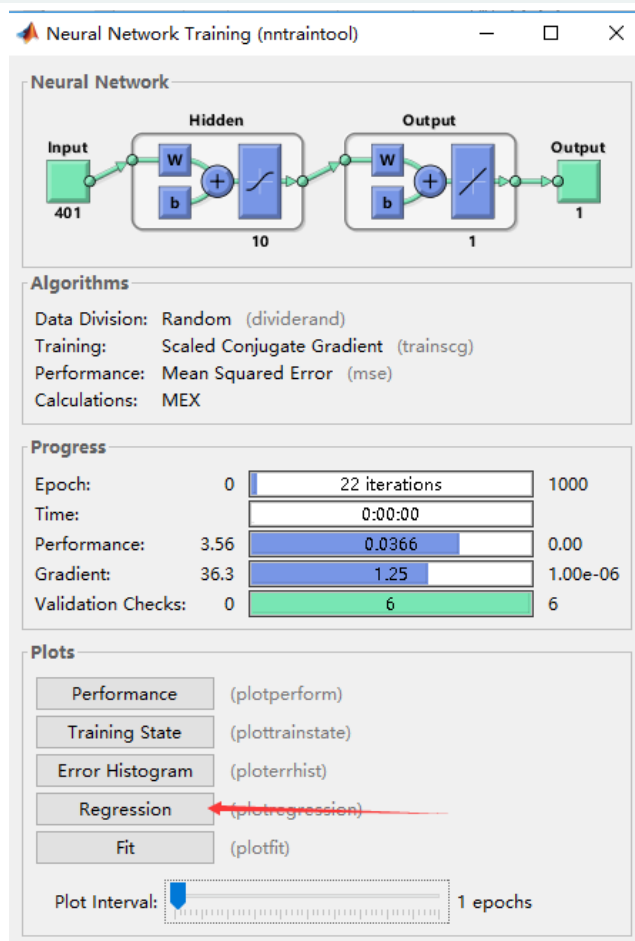 Neural Network Training (nntraintool)
Neural Network
Hidden
Output
Input
W
b
W
b
Output
401
10
1
1
Algorithms
Data Division: Random (dividerand)
Training: Scaled Conjugate Gradient (trainscg)
Performance: Mean Squared Error (mse)
Calculations: MEX
Progress
Epoch: 0 22 iterations 1000
Time: 0:00:00
Performance: 3.56 0.0366 0.00
Gradient: 36.3 1.25 1.00e-06
Validation Checks: 0 6 6
Plots
Performance (plotperform)
Training State (plottrainstate)
Error Histogram (ploterrhist)
Regression (plotregression)
Fit (plotfit)
Plot Interval: 1 epochs